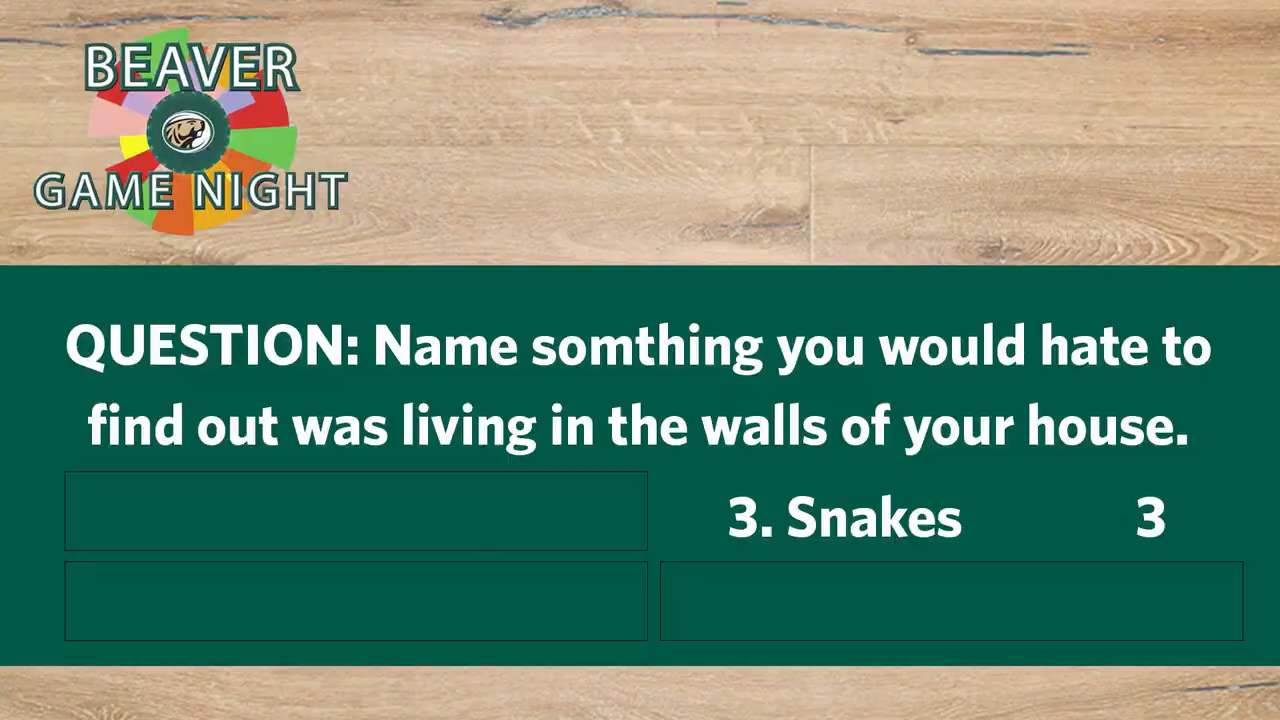 BEAVER
GAME NIGHT
QUESTION: Name somthing you would hate to
find out was living in the walls of your house.
3. Snakes 3